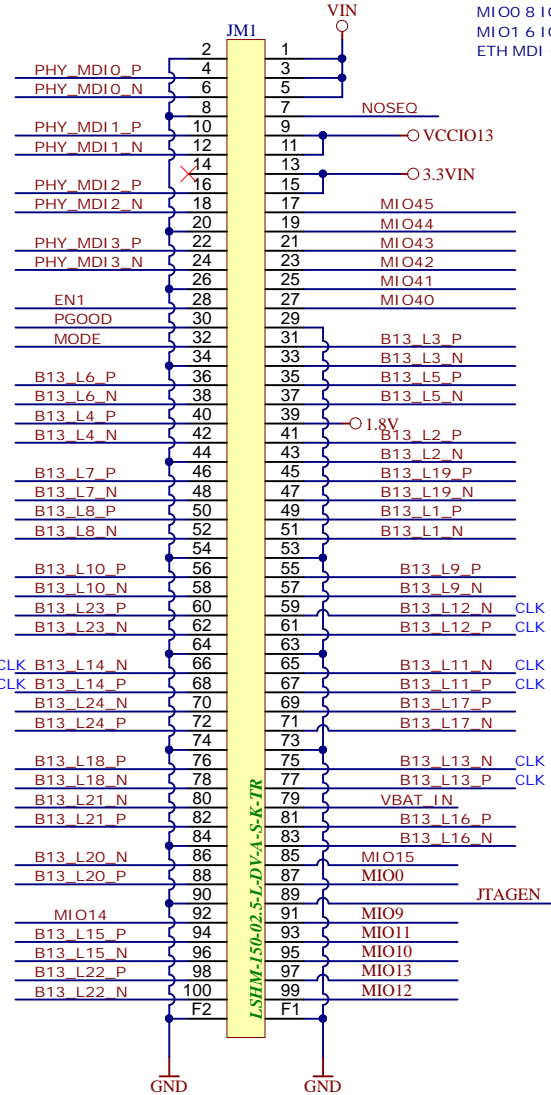 VIN
MIO0 8 IO
MIO1 6 IO
ETH MDI
JM1
2 1
PHY_MDI0_P 4 3
PHY_MDI0_N 6 5
8 7 NOSEQ
PHY_MDI1_P 10 9 VCCIO13
PHY_MDI1_N 12 11
14 13 3.3VIN
PHY_MDI2_P 16 15
PHY_MDI2_N 18 17 MIO45
20 19 MIO44
PHY_MDI3_P 22 21 MIO43
PHY_MDI3_N 24 23 MIO42
26 25 MIO41
EN1 28 27 MIO40
PGOOD 30 29
MODE 32 31 B13_L3_P
34 33 B13_L3_N
B13_L6_P 36 35 B13_L5_P
B13_L6_N 38 37 B13_L5_N
B13_L4_P 40 39 1.8V
B13_L4_N 42 41 B13_L2_P
44 43 B13_L2_N
B13_L7_P 46 45 B13_L19_P
B13_L7_N 48 47 B13_L19_N
B13_L8_P 50 49 B13_L1_P
B13_L8_N 52 51 B13_L1_N
54 53
B13_L10_P 56 55 B13_L9_P
B13_L10_N 58 57 B13_L9_N
B13_L23_P 60 59 B13_L12_N CLK
B13_L23_N 62 61 B13_L12_P CLK
64 63
CLK B13_L14_N 66 65 B13_L11_N CLK
CLK B13_L14_P 68 67 B13_L11_P CLK
B13_L24_N 70 69 B13_L17_P
B13_L24_P 72 71 B13_L17_N
74 73
B13_L18_P 76 75 B13_L13_N CLK
B13_L18_N 78 77 B13_L13_P CLK
B13_L21_N 80 79 VBAT_IN
B13_L21_P 82 81 B13_L16_P
84 83 B13_L16_N
B13_L20_N 86 85 MIO15
B13_L20_P 88 87 MIO0
90 89 JTAGEN
MIO14 92 91 MIO9
B13_L15_P 94 93 MIO11
B13_L15_N 96 95 MIO10
B13_L22_P 98 97 MIO13
B13_L22_N 100 99 MIO12
F2 F1
LSHM-150-02.5-L-DV-A-S-K-TR
GND GND